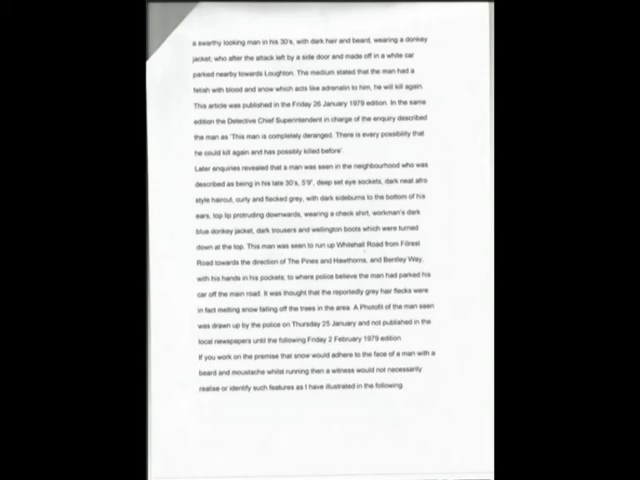 a swarthy looking man in his 30's, with dark hair and beard, wearing a donkey
jacket; who after the attack left by a side door and made off in a white car
parked nearby towards Loughton. The medium stated that the man had a
fetish with blood and snow which acts like adrenalin to him, he will kill again.
This article was published in the Friday 26 January 1979 edition. In the same
edition the Detective Chief Superintendent in charge of the enquiry described
the man as 'This man is completely deranged. There is every possibility that
he could kill again and has possibly killed before'.
Later enquiries revealed that a man was seen in the neighbourhood who was
described as being in his late 30's, 5'9", deep set eye sockets, dark neat afro
style haircut, curly and flecked grey, with dark sideburns to the bottom of his
ears, top lip protruding downwards, wearing a check shirt, workman's dark
blue donkey jacket, dark trousers and wellington boots which were turned
down at the top. This man was seen to run up Whitehall Road from Forest
Road towards the direction of The Pines and Hawthorns, and Bentley Way,
with his hands in his pockets; to where police believe the man had parked his
car off the main road. It was thought that the reportedly grey hair flecks were
in fact melting snow falling off the trees in the area. A Photofit of the man seen
was drawn up by the police on Thursday 25 January and not published in the
local newspapers until the following Friday 2 February 1979 edition
If you work on the premise that snow would adhere to the face of a man with a
beard and moustache whilst running then a witness would not necessarily
realise or identify such features as I have illustrated in the following.